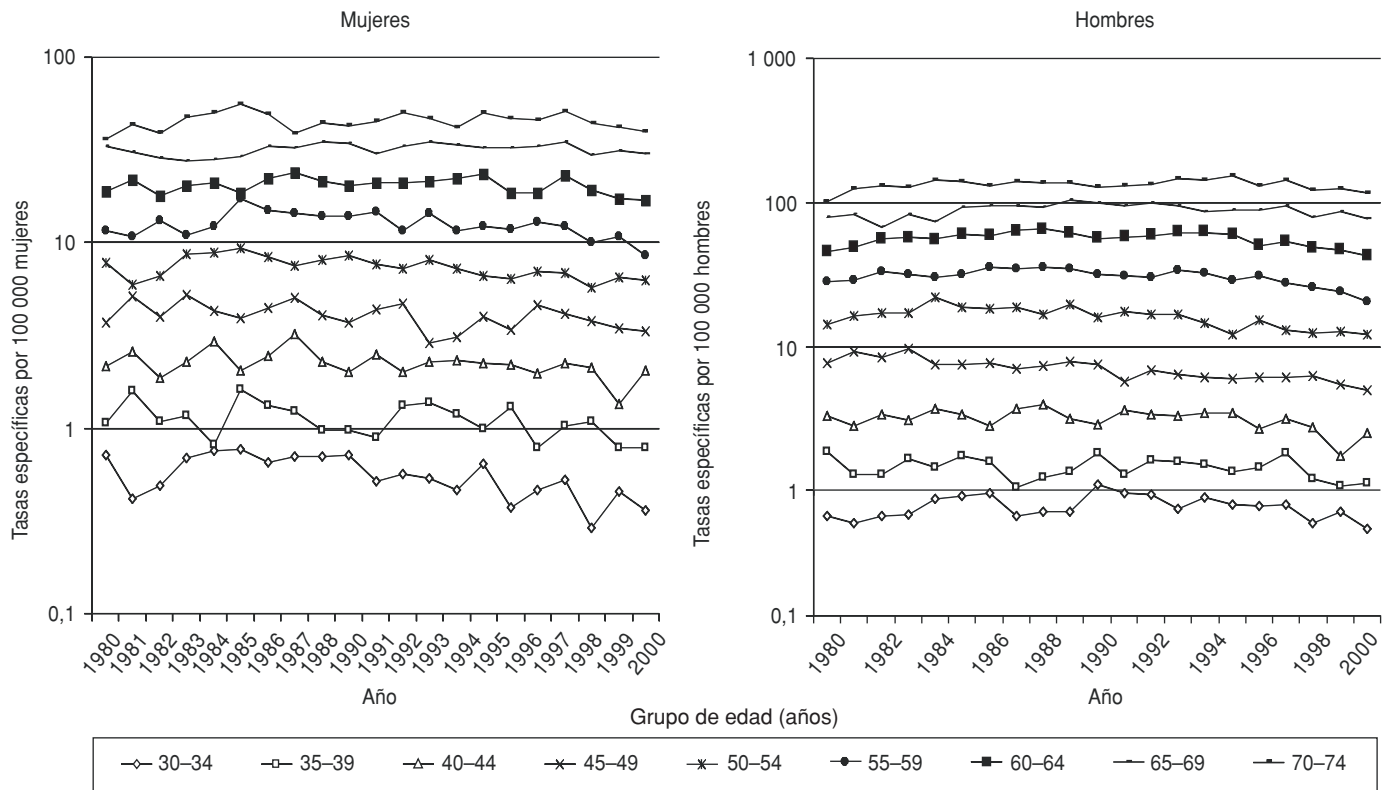 Mujeres
Tasas específicas por 100 000 mujeres
100
10
1
0,1
1980 1981 1982 1983 1984 1985 1986 1987 1988 1990 1991 1992 1993 1994 1995 1996 1997 1998 1999 2000
Año
Hombres
Tasas específicas por 100 000 hombres
1 000
100
10
1
0,1
1980 1982 1984 1986 1988 1990 1992 1994 1996 1998 2000
Año
Grupo de edad (años)
30–34 35–39 40–44 45–49 50–54 55–59 60–64 65–69 70–74